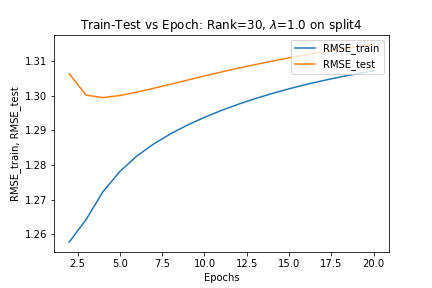 Train-Test vs Epoch: Rank=30, λ=1.0 on split4
RMSE_train
RMSE_test
RMSE_train, RMSE_test
1.31
1.30
1.29
1.28
1.27
1.26
2.5 5.0 7.5 10.0 12.5 15.0 17.5 20.0
Epochs